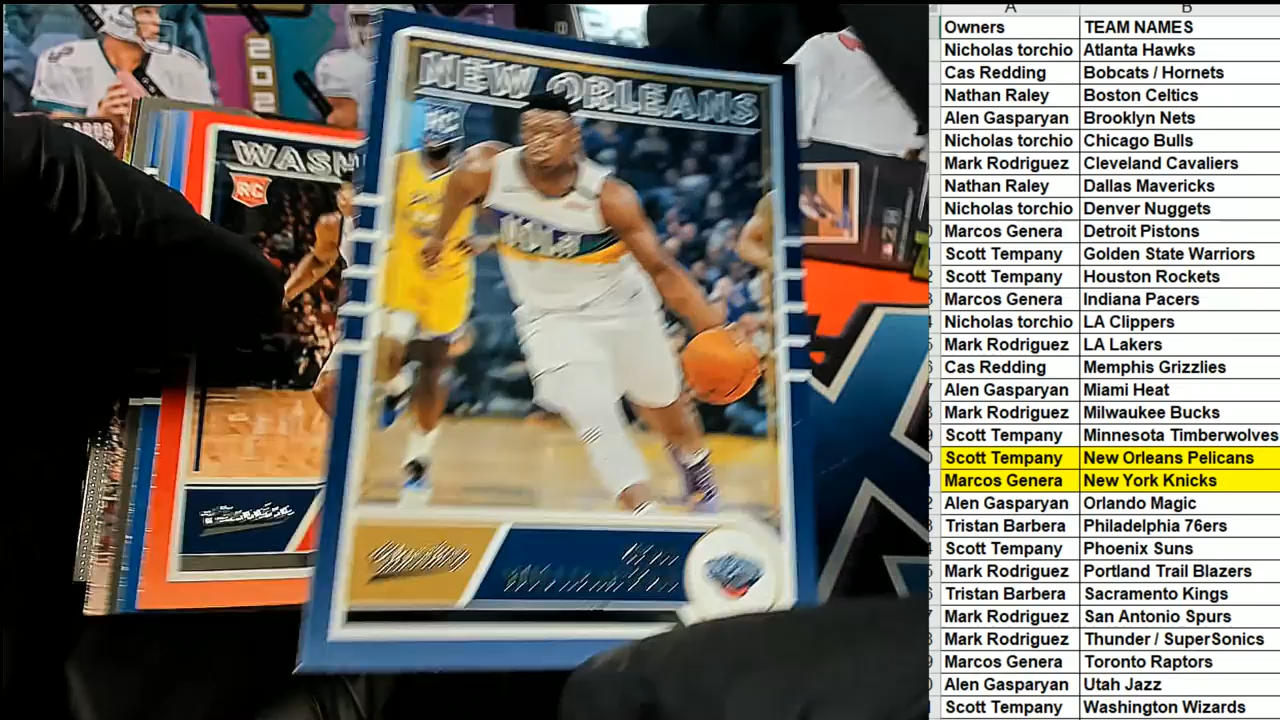 NEW ORLEANS
RC
WASH
RC
A B
Owners TEAM NAMES
Nicholas torchio Atlanta Hawks
Cas Redding Bobcats / Hornets
Nathan Raley Boston Celtics
Alen Gasparyan Brooklyn Nets
Nicholas torchio Chicago Bulls
Mark Rodriguez Cleveland Cavaliers
Nathan Raley Dallas Mavericks
Nicholas torchio Denver Nuggets
Marcos Genera Detroit Pistons
Scott Tempany Golden State Warriors
Scott Tempany Houston Rockets
Marcos Genera Indiana Pacers
Nicholas torchio LA Clippers
Mark Rodriguez LA Lakers
Cas Redding Memphis Grizzlies
Alen Gasparyan Miami Heat
Mark Rodriguez Milwaukee Bucks
Scott Tempany Minnesota Timberwolves
Scott Tempany New Orleans Pelicans
Marcos Genera New York Knicks
Alen Gasparyan Orlando Magic
Tristan Barbera Philadelphia 76ers
Scott Tempany Phoenix Suns
Mark Rodriguez Portland Trail Blazers
Tristan Barbera Sacramento Kings
Mark Rodriguez San Antonio Spurs
Mark Rodriguez Thunder / SuperSonics
Marcos Genera Toronto Raptors
Alen Gasparyan Utah Jazz
Scott Tempany Washington Wizards